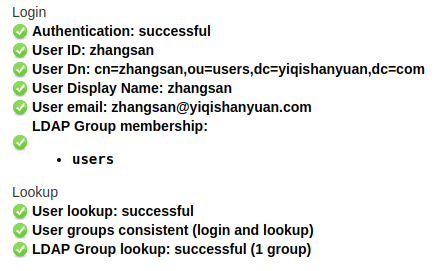 Login
Authentication: successful
User ID: zhangsan
User Dn: cn=zhangsan,ou=users,dc=yiqishanyuan,dc=com
User Display Name: zhangsan
User email: zhangsan@yiqishanyuan.com
LDAP Group membership:
• users
Lookup
User lookup: successful
User groups consistent (login and lookup)
LDAP Group lookup: successful (1 group)